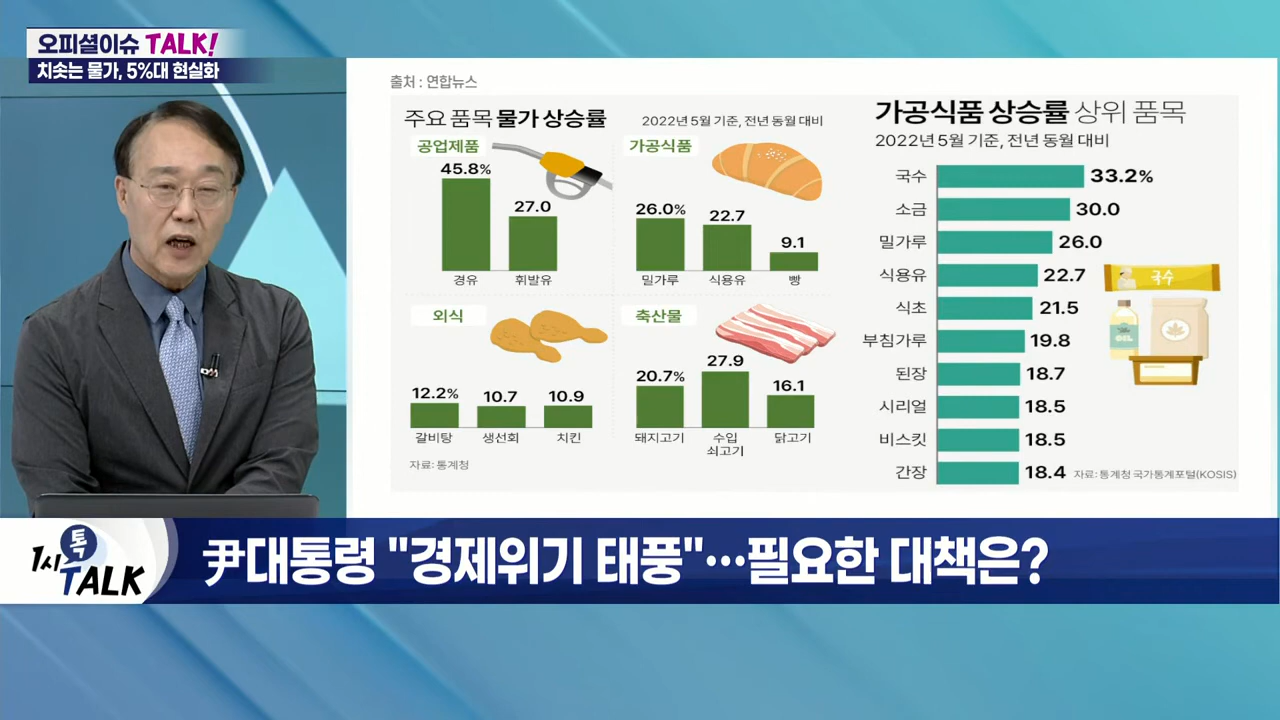 오피셜이슈 TALK!
치솟는 물가, 5%대 현실화
출처 : 연합뉴스
주요 품목 물가 상승률
2022년 5월 기준, 전년 동월 대비
공업제품
45.8%
27.0
경유
휘발유
가공식품
26.0%
22.7
9.1
밀가루
식용유
빵
외식
12.2%
10.7
10.9
갈비탕
생선회
치킨
축산물
20.7%
27.9
16.1
돼지고기
수입
쇠고기
닭고기
자료: 통계청
가공식품 상승률 상위 품목
2022년 5월 기준, 전년 동월 대비
국수 33.2%
소금 30.0
밀가루 26.0
식용유 22.7
식초 21.5
부침가루 19.8
된장 18.7
시리얼 18.5
비스킷 18.5
간장 18.4
국수
OIL
자료: 통계청 국가통계포털(KOSIS)
1시 톡 TALK
尹대통령 "경제위기 태풍"…필요한 대책은?